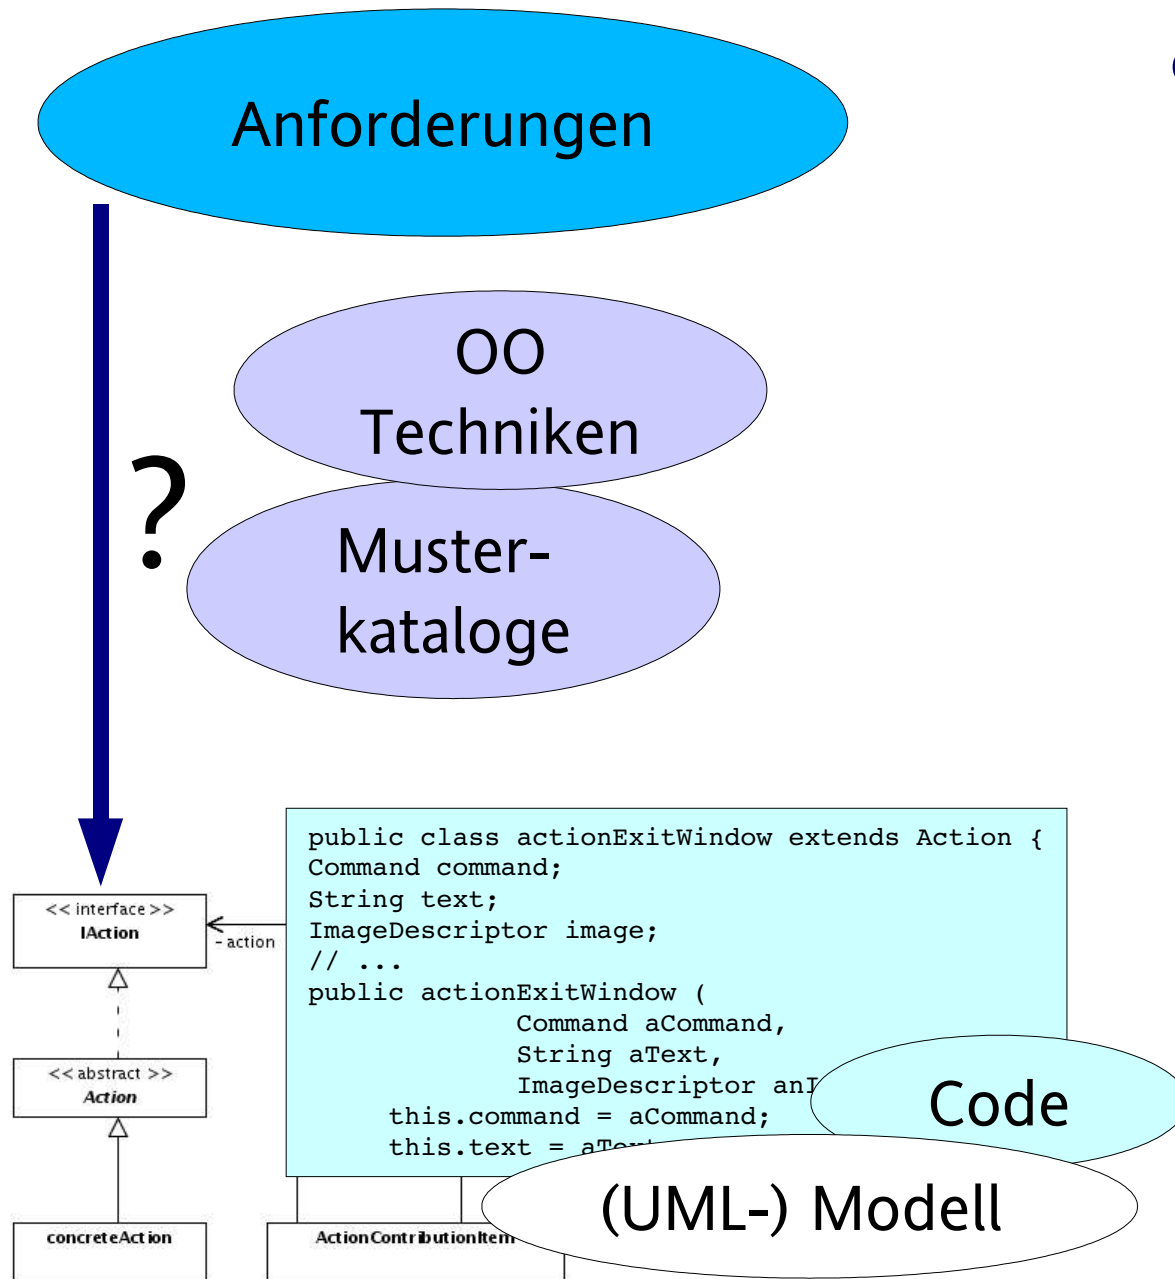 Anforderungen
OO
Techniken
?
Muster-
kataloge
public class actionExitWindow extends Action {
Command command;
String text;
ImageDescriptor image;
// ...
public actionExitWindow (
Command aCommand,
String aText,
ImageDescriptor
this.command = aCommand;
this.text =
<< interface >>
IAction
- action
<< abstract >>
Action
concreteAction
ActionContributionItem
Code
(UML-) Modell